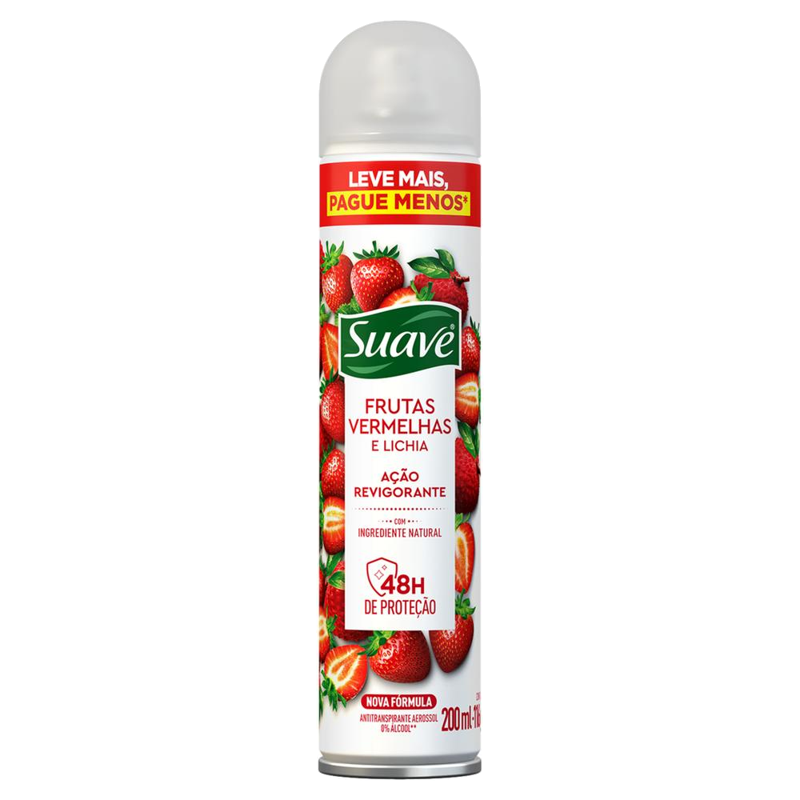 LEVE MAIS,
PAGUE MENOS*
Suave®
FRUTAS
VERMELHAS
E LICHIA
AÇÃO
REVIGORANTE
COM
INGREDIENTE NATURAL
48H
DE PROTEÇÃO
NOVA FÓRMULA
ANTITRANSPIRANTE AEROSSOL
0% ÁLCOOL**
200 ml-116